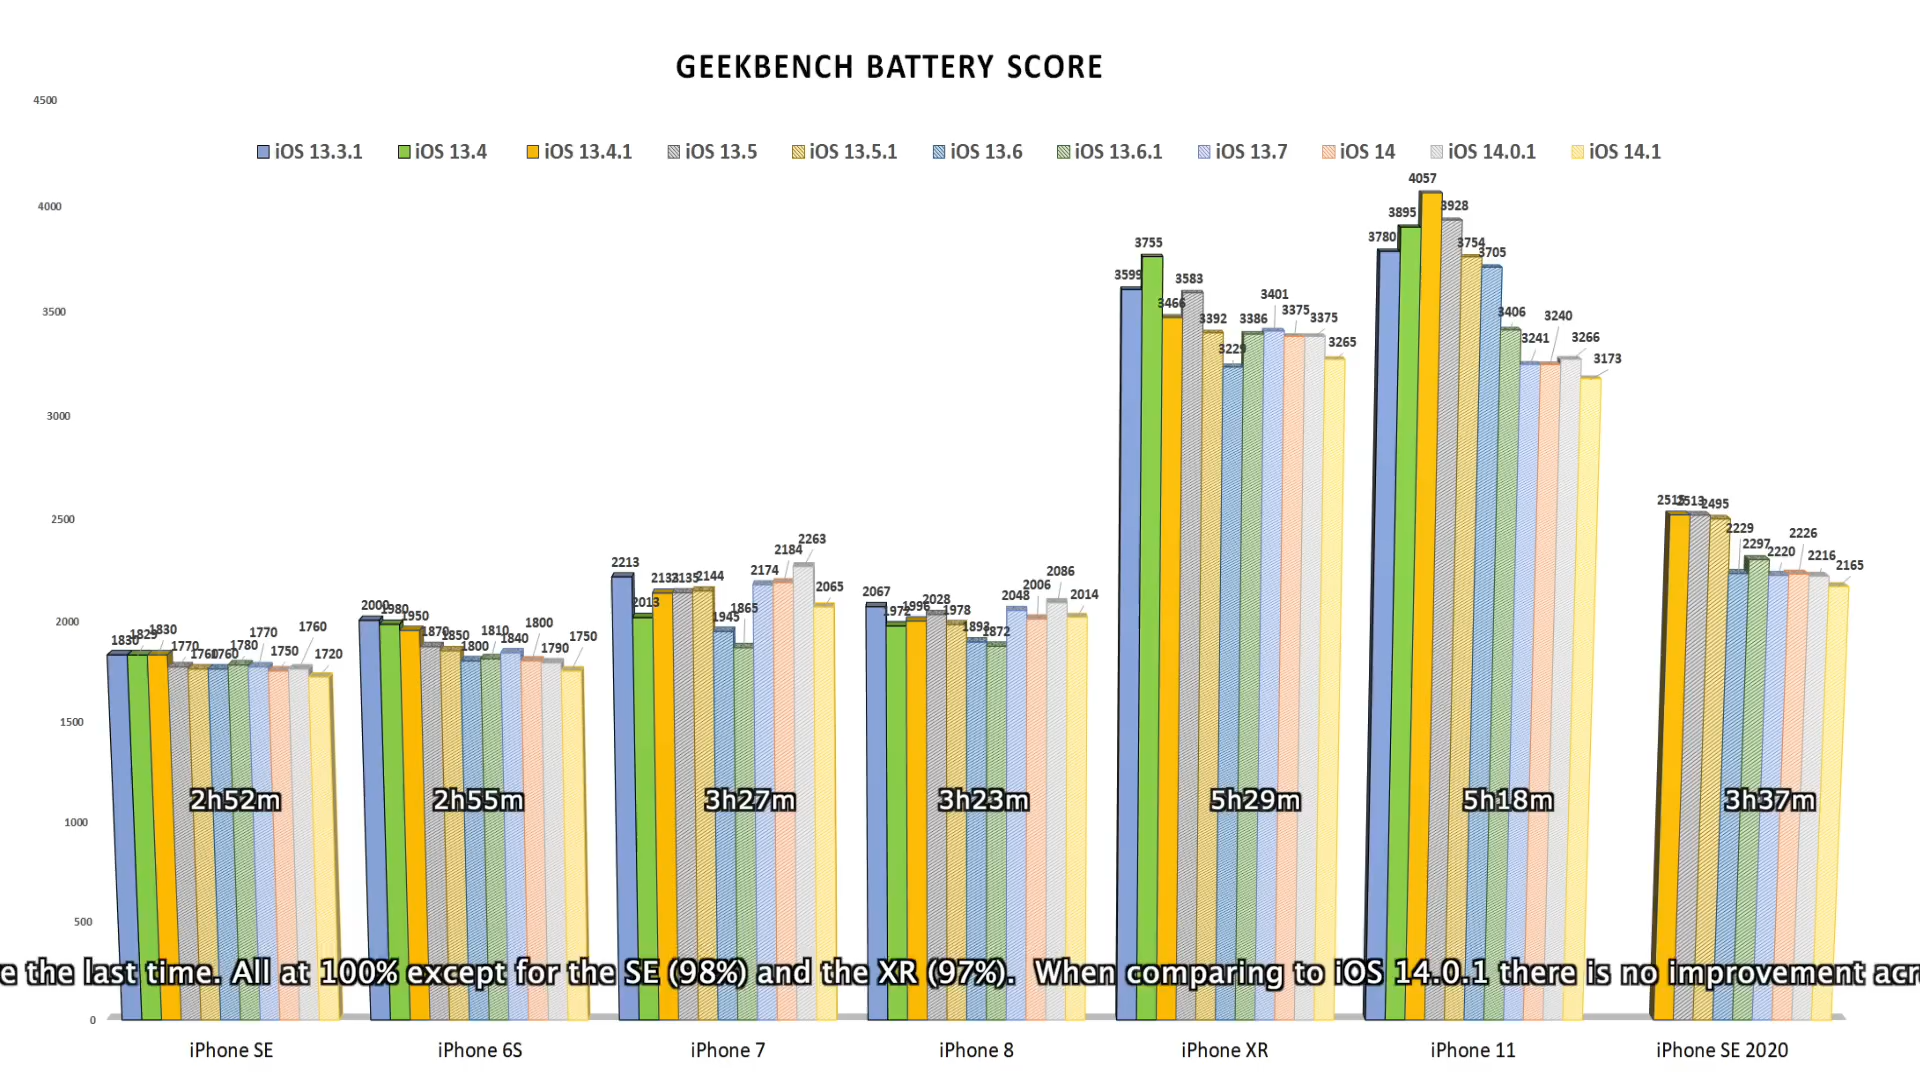 GEEKBENCH BATTERY SCORE
4500
iOS 13.3.1 iOS 13.4 iOS 13.4.1 iOS 13.5 iOS 13.5.1 iOS 13.6 iOS 13.6.1 iOS 13.7 iOS 14 iOS 14.0.1 iOS 14.1
4000
3500
3000
2500
2000
1500
1000
500
0
1830 1829 1830 1770 1760 1760 1780 1770 1750 1760 1720
2000 1980 1950 1870 1850 1800 1810 1840 1800 1790 1750
2213 2013 2133 2135 2144 1945 1865 2174 2184 2263 2065
2067 1972 1996 2028 1978 1893 1872 2048 2006 2086 2014
3599 3755 3466 3583 3392 3229 3386 3401 3375 3375 3265
3780 3895 4057 3928 3754 3705 3406 3241 3240 3266 3173
2513 2495 2229 2297 2220 2226 2216 2165
2h52m 2h55m 3h27m 3h23m 5h29m 5h18m 3h37m
e the last time. All at 100% except for the SE (98%) and the XR (97%). When comparing to iOS 14.0.1 there is no improvement acr
iPhone SE iPhone 6S iPhone 7 iPhone 8 iPhone XR iPhone 11 iPhone SE 2020